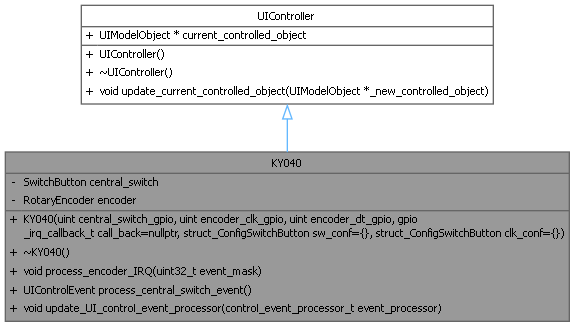 UIController
+ UIModelObject * current_controlled_object
+ UIController()
+ ~UIController()
+ void update_current_controlled_object(UIModelObject *_new_controlled_object)
KY040
- SwitchButton central_switch
- RotaryEncoder encoder
+ KY040(uint central_switch_gpio, uint encoder_clk_gpio, uint encoder_dt_gpio, gpio
_irq_callback_t call_back=nullptr, struct_ConfigSwitchButton sw_conf={}, struct_ConfigSwitchButton clk_conf={})
+ ~KY040()
+ void process_encoder_IRQ(uint32_t event_mask)
+ UIControlEvent process_central_switch_event()
+ void update_UI_control_event_processor(control_event_processor_t event_processor)